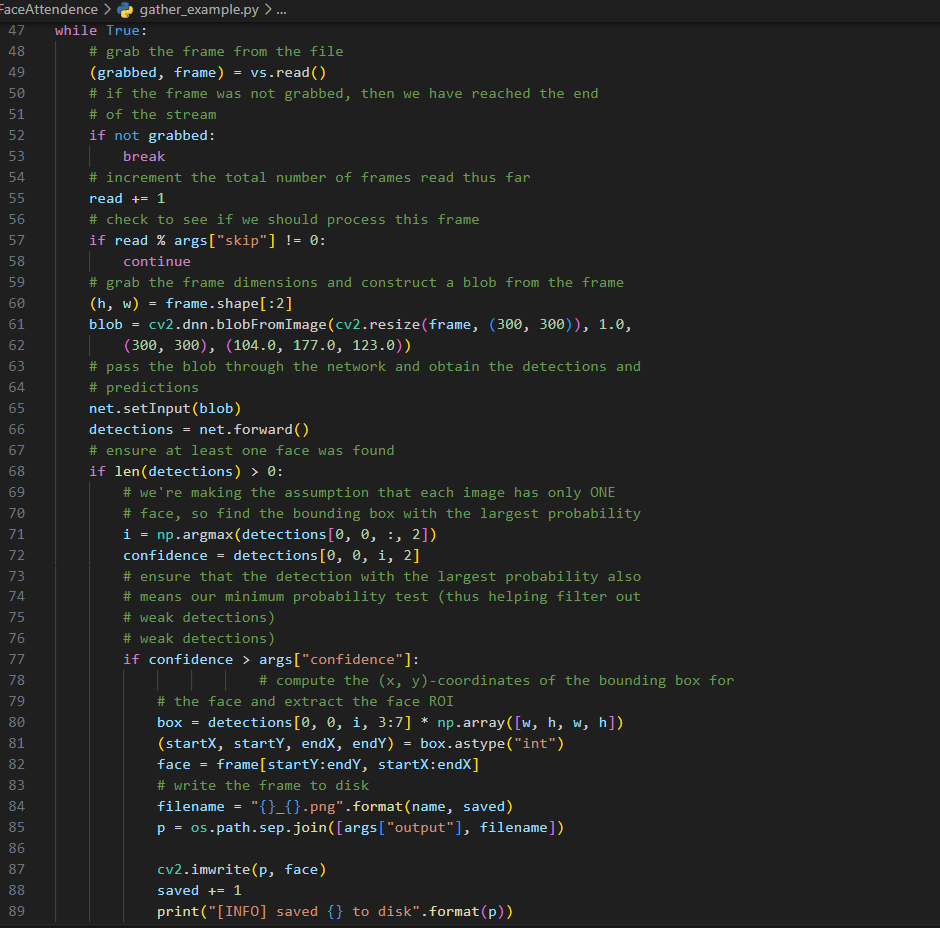 FaceAttendence > gather_example.py > ...
47 while True:
48 # grab the frame from the file
49 (grabbed, frame) = vs.read()
50 # if the frame was not grabbed, then we have reached the end
51 # of the stream
52 if not grabbed:
53 break
54 # increment the total number of frames read thus far
55 read += 1
56 # check to see if we should process this frame
57 if read % args["skip"] != 0:
58 continue
59 # grab the frame dimensions and construct a blob from the frame
60 (h, w) = frame.shape[:2]
61 blob = cv2.dnn.blobFromImage(cv2.resize(frame, (300, 300)), 1.0,
62 (300, 300), (104.0, 177.0, 123.0))
63 # pass the blob through the network and obtain the detections and
64 # predictions
65 net.setInput(blob)
66 detections = net.forward()
67 # ensure at least one face was found
68 if len(detections) > 0:
69 # we're making the assumption that each image has only ONE
70 # face, so find the bounding box with the largest probability
71 i = np.argmax(detections[0, 0, :, 2])
72 confidence = detections[0, 0, i, 2]
73 # ensure that the detection with the largest probability also
74 # means our minimum probability test (thus helping filter out
75 # weak detections)
76 # weak detections)
77 if confidence > args["confidence"]:
78 # compute the (x, y)-coordinates of the bounding box for
79 # the face and extract the face ROI
80 box = detections[0, 0, i, 3:7] * np.array([w, h, w, h])
81 (startX, startY, endX, endY) = box.astype("int")
82 face = frame[startY:endY, startX:endX]
83 # write the frame to disk
84 filename = "{}_{}.png".format(name, saved)
85 p = os.path.sep.join([args["output"], filename])
86
87 cv2.imwrite(p, face)
88 saved += 1
89 print("[INFO] saved {} to disk".format(p))